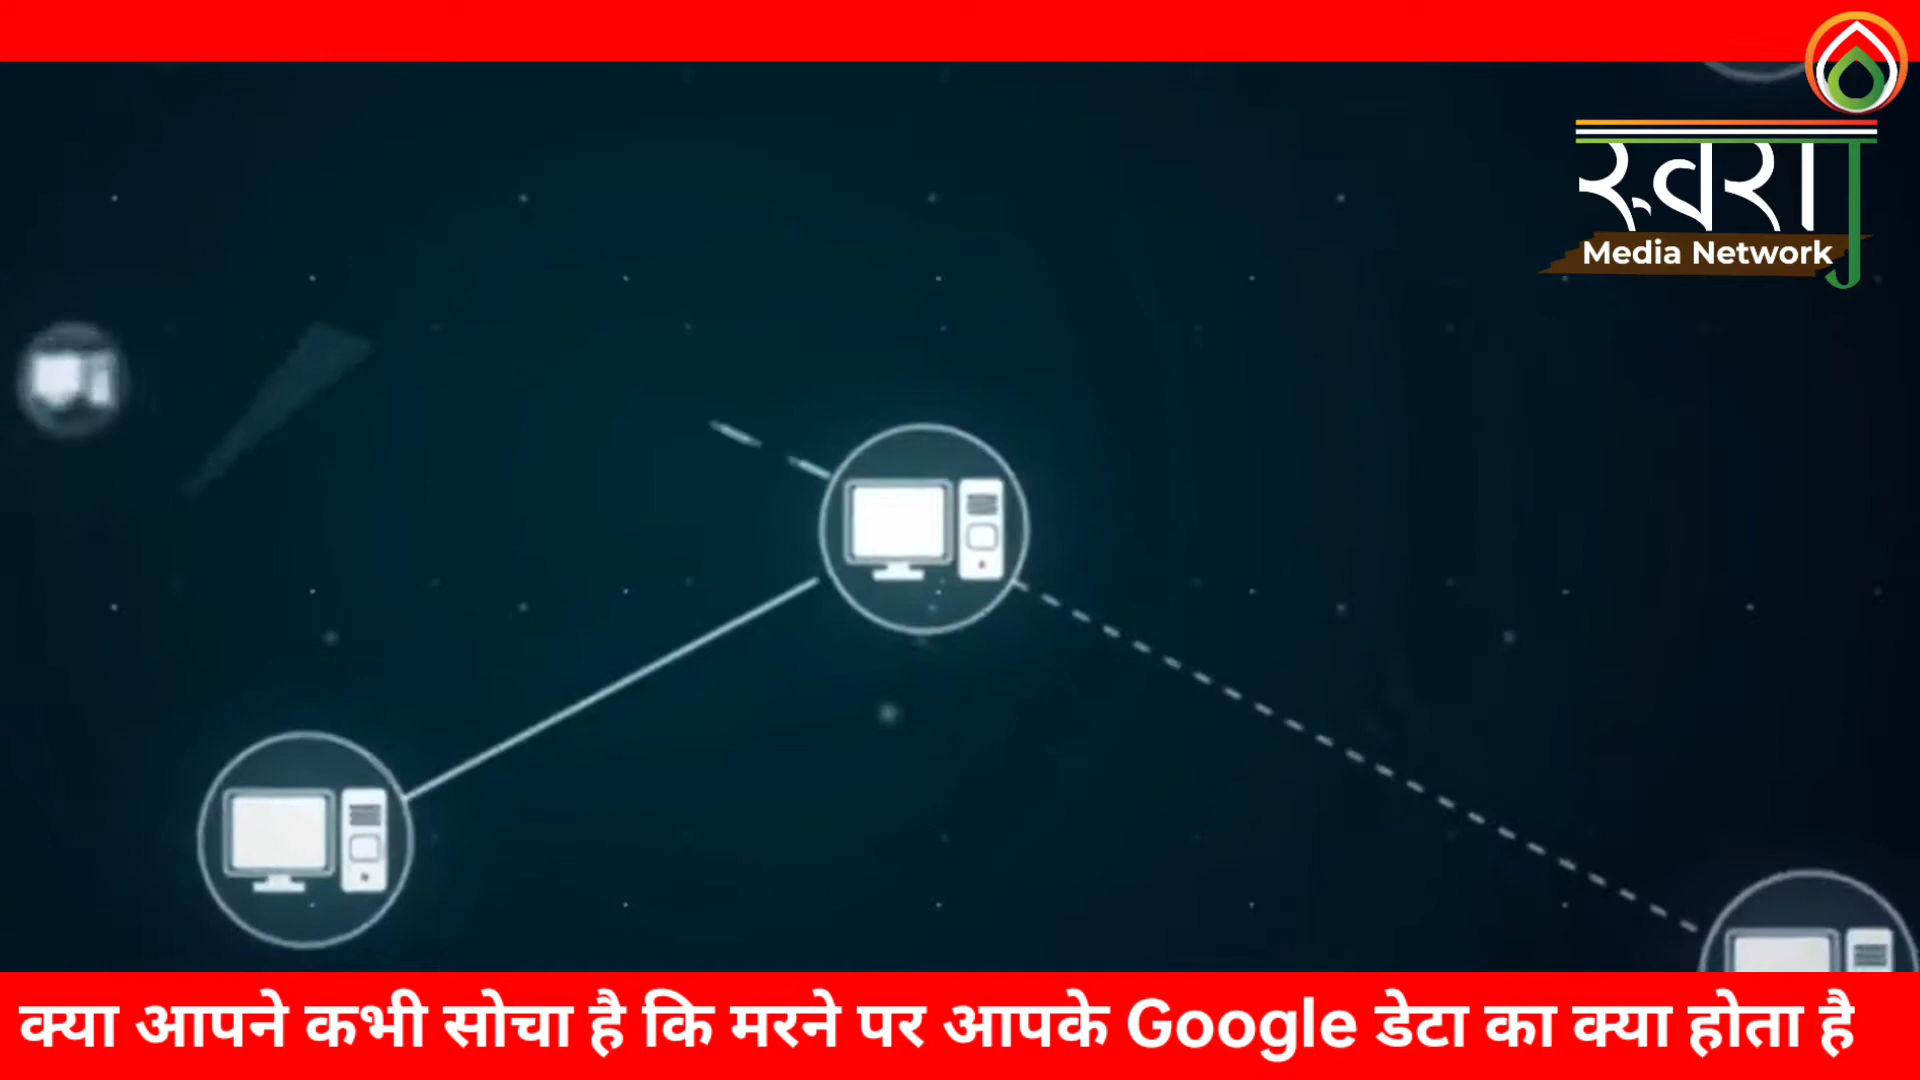 स्वराJ
Media Network
क्या आपने कभी सोचा है कि मरने पर आपके Google डेटा का क्या होता है